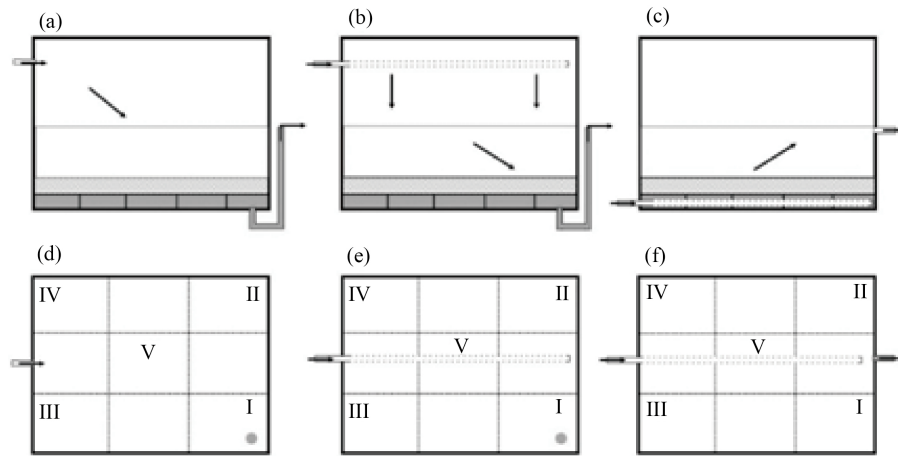 (a) (b) (c)
(d) (e) (f)
IV II IV II IV II
V V V
III I III I III I